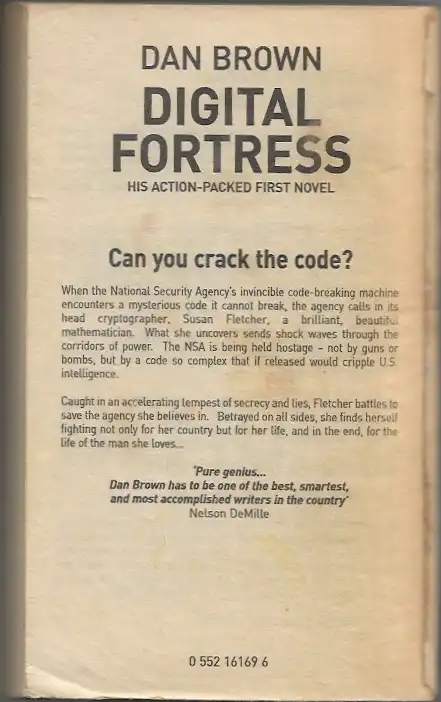 DAN BROWN
DIGITAL
FORTRESS
HIS ACTION-PACKED FIRST NOVEL
Can you crack the code?
When the National Security Agency's invincible code-breaking machine
encounters a mysterious code it cannot break, the agency calls in its
head cryptographer, Susan Fletcher, a brilliant, beautiful
mathematician. What she uncovers sends shock waves through the
corridors of power. The NSA is being held hostage – not by guns or
bombs, but by a code so complex that if released would cripple U.S.
intelligence.
Caught in an accelerating tempest of secrecy and lies, Fletcher battles to
save the agency she believes in. Betrayed on all sides, she finds herself
fighting not only for her country but for her life, and in the end, for the
life of the man she loves...
'Pure genius...
Dan Brown has to be one of the best, smartest,
and most accomplished writers in the country'
Nelson DeMille
0 552 16169 6